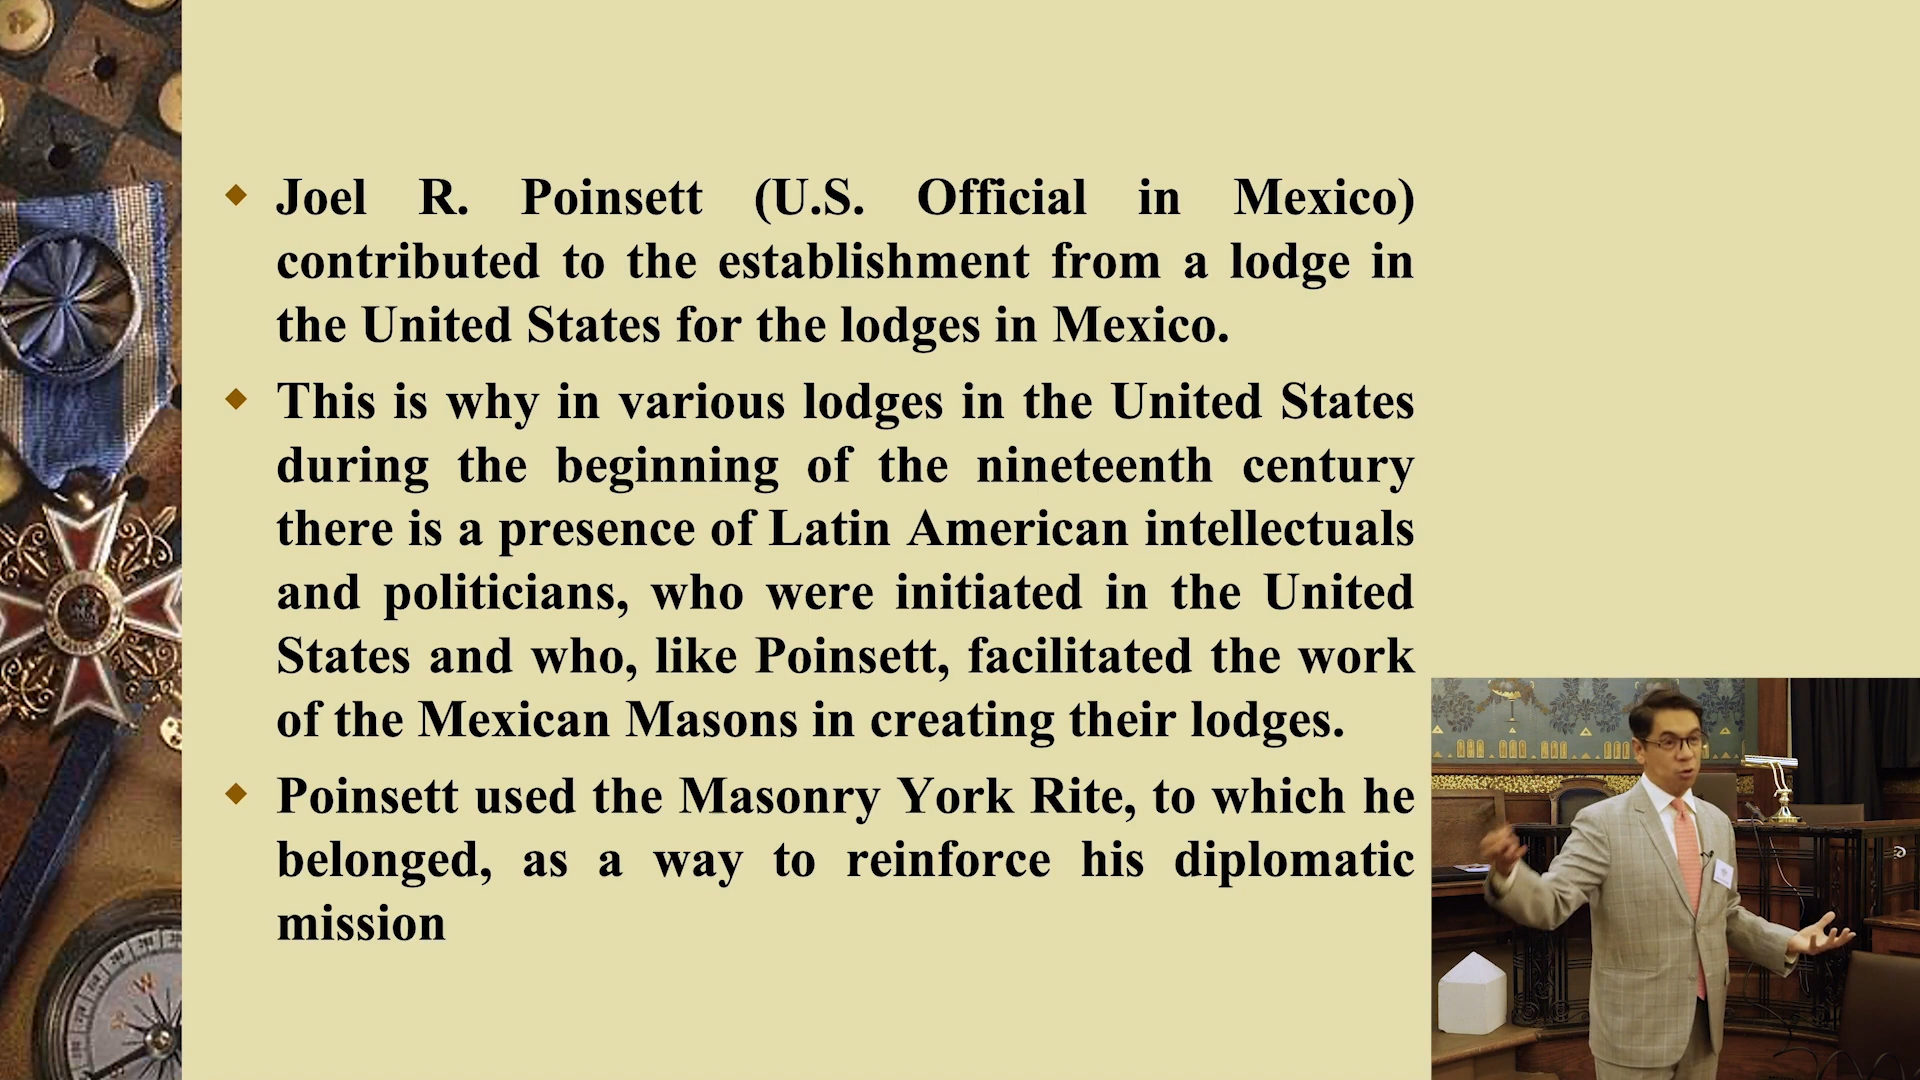 Joel R. Poinsett (U.S. Official in Mexico)
contributed to the establishment from a lodge in
the United States for the lodges in Mexico.
This is why in various lodges in the United States
during the beginning of the nineteenth century
there is a presence of Latin American intellectuals
and politicians, who were initiated in the United
States and who, like Poinsett, facilitated the work
of the Mexican Masons in creating their lodges.
Poinsett used the Masonry York Rite, to which he
belonged, as a way to reinforce his diplomatic
mission